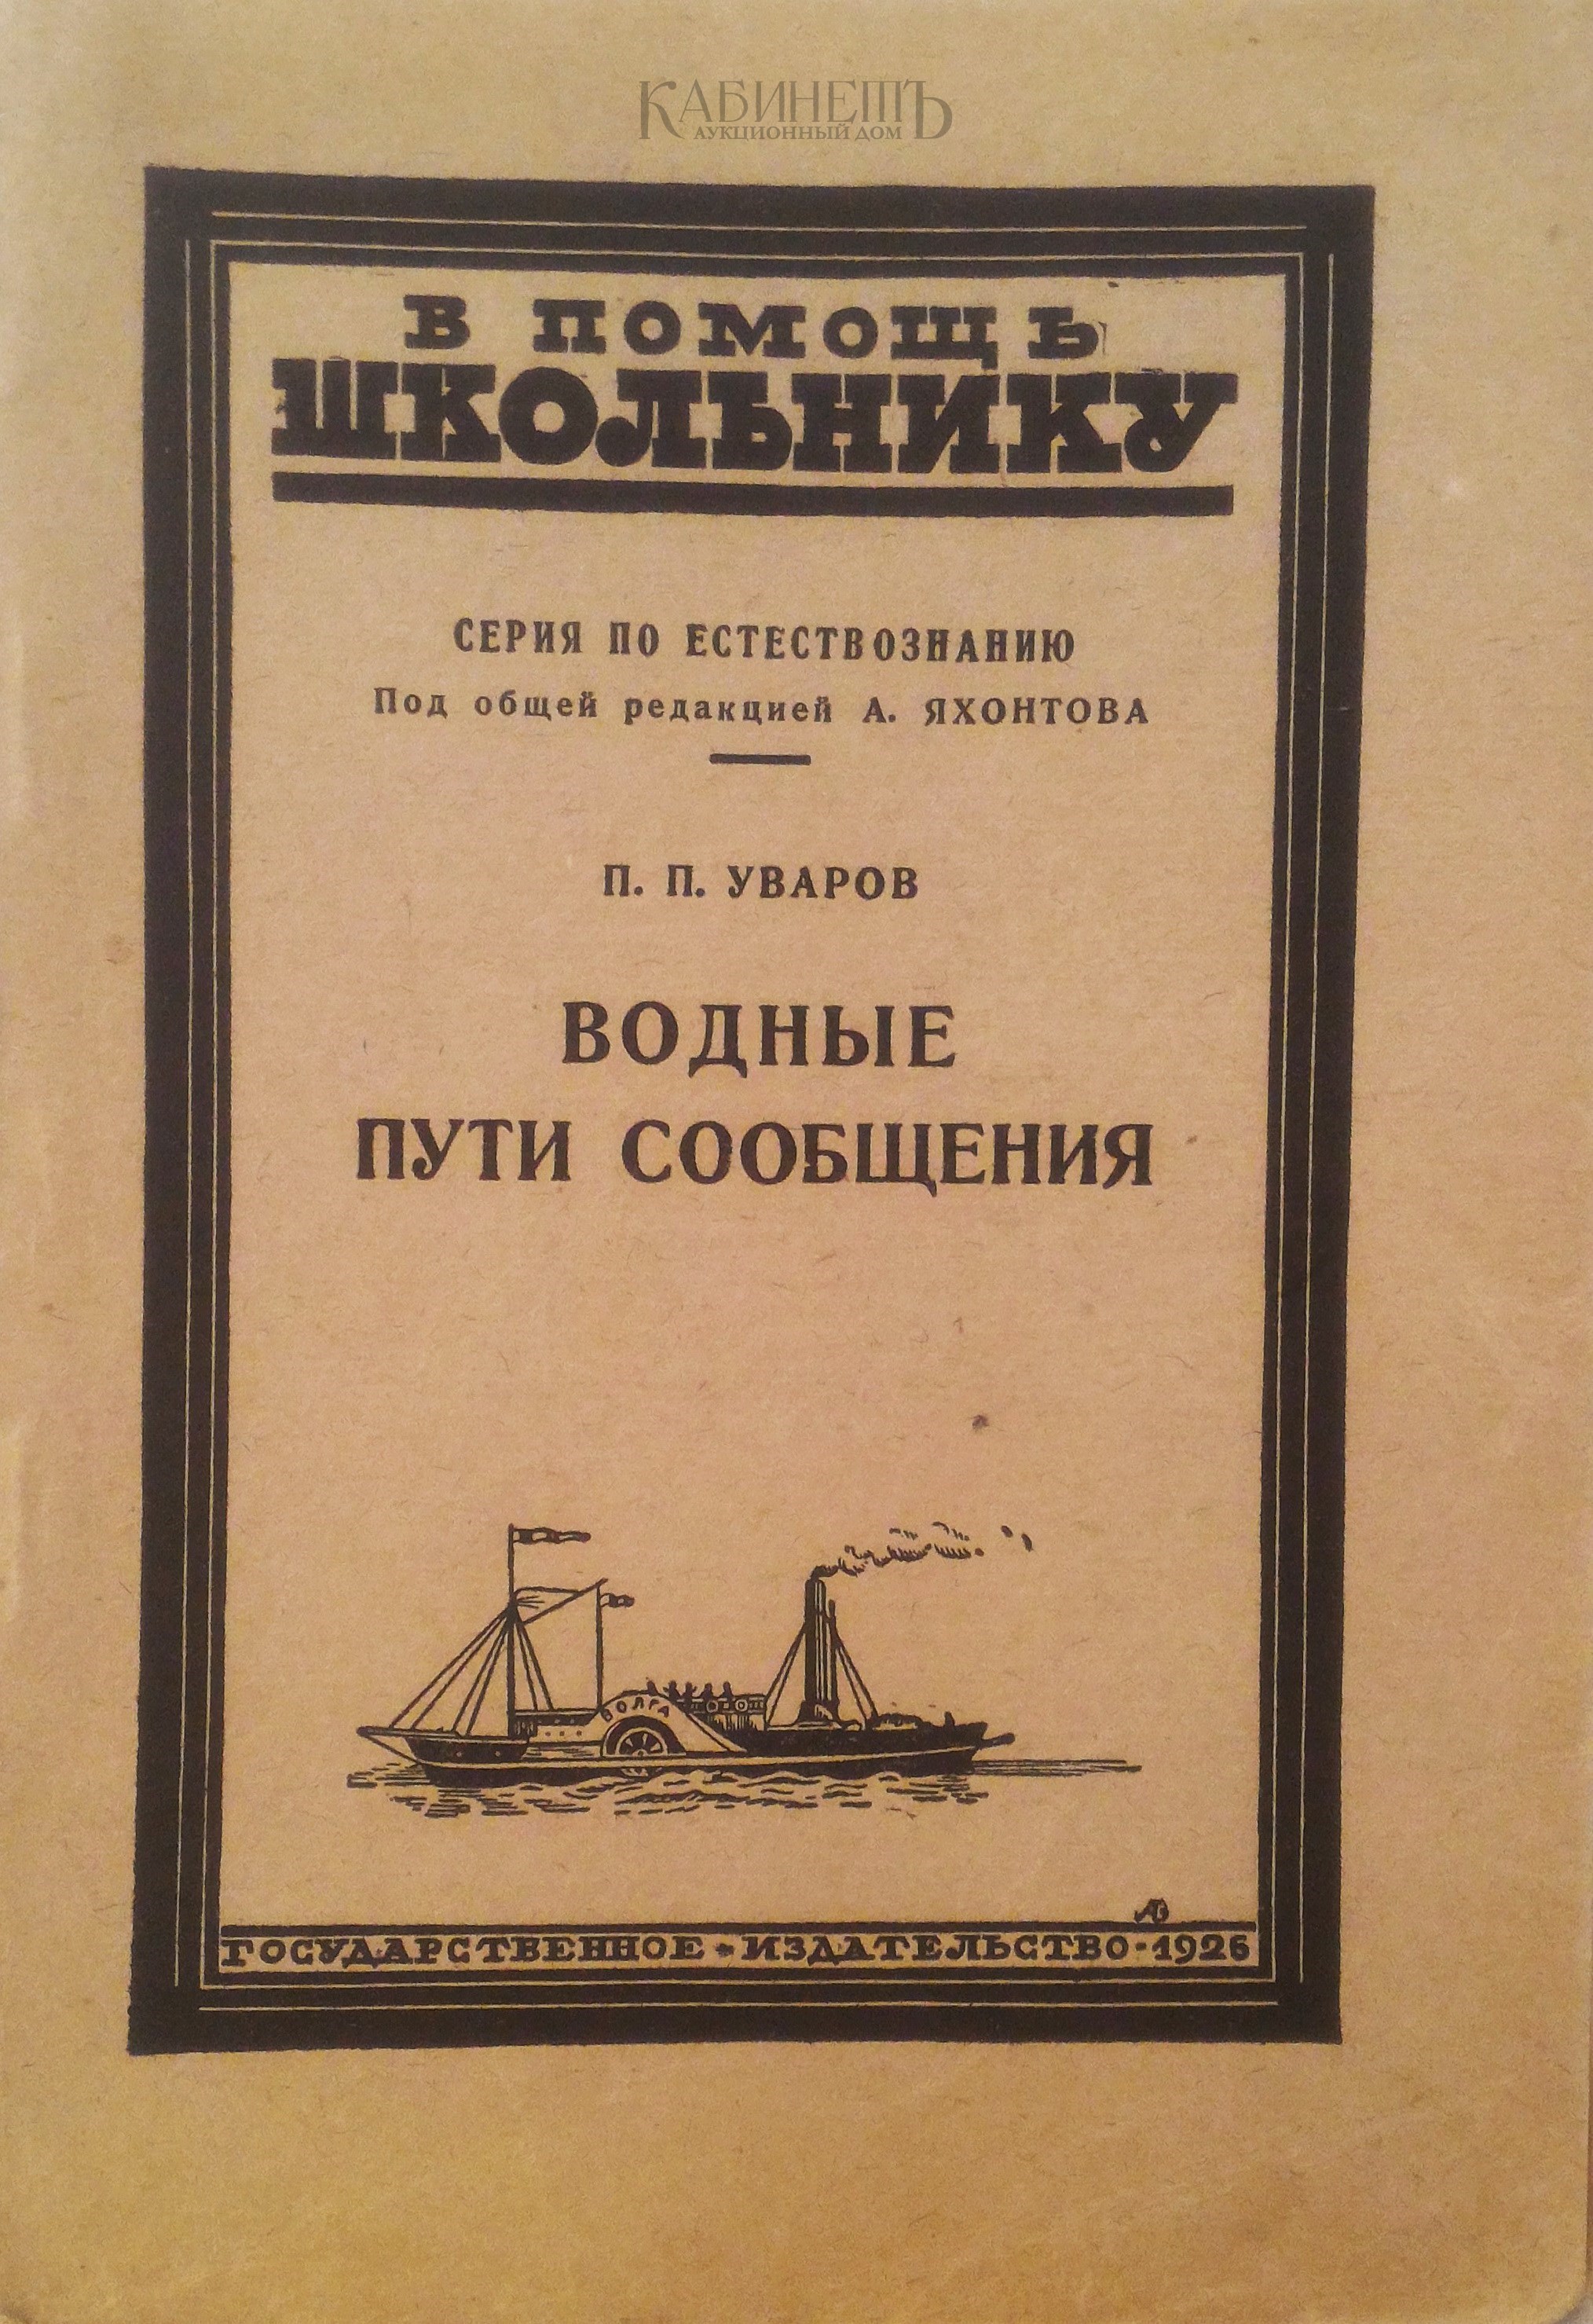 КАБИНЕТЪ
АУКЦИОННЫЙ ДОМ
В ПОМОЩЬ
ШКОЛЬНИКУ
СЕРИЯ ПО ЕСТЕСТВОЗНАНИЮ
Под общей редакцией А. ЯХОНТОВА
П. П. УВАРОВ
ВОДНЫЕ
ПУТИ СООБЩЕНИЯ
ВОЛГА
ГОСУДАРСТВЕННОЕ • ИЗДАТЕЛЬСТВО • 1926